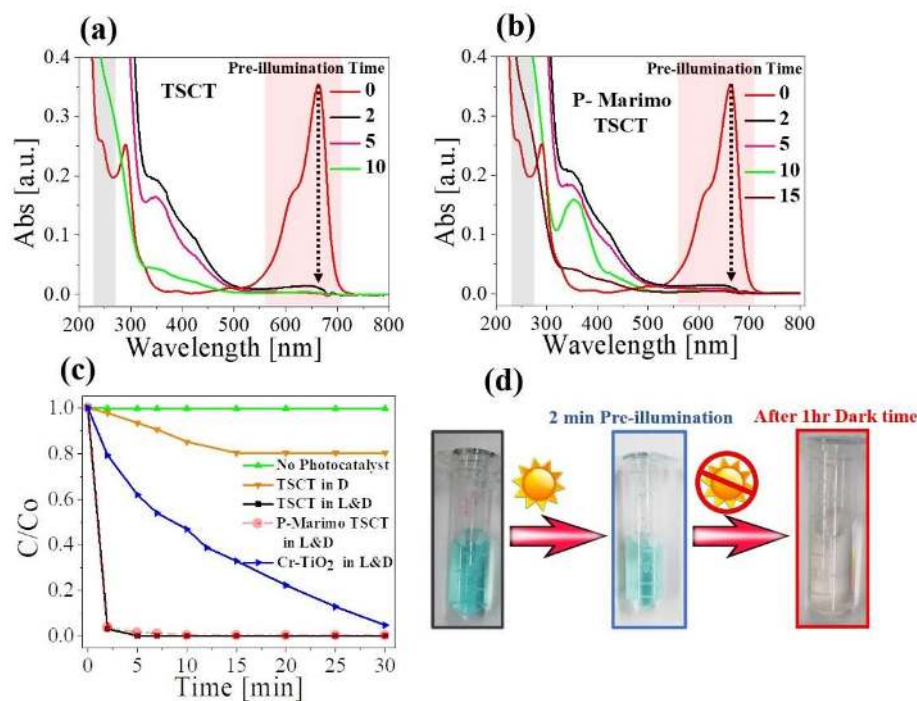 (a)
TSCT
Pre-illumination Time
0
2
5
10
Abs [a.u.]
0.4
0.3
0.2
0.1
0.0
200 300 400 500 600 700 800
Wavelength [nm]
(b)
P- Marimo
TSCT
Pre-illumination Time
0
2
5
10
15
Abs [a.u.]
0.4
0.3
0.2
0.1
0.0
200 300 400 500 600 700 800
Wavelength [nm]
(c)
C/Co
1.0
0.8
0.6
0.4
0.2
0.0
No Photocatalyst
TSCT in D
TSCT in L&D
P-Marimo TSCT
in L&D
Cr-TiO₂ in L&D
0 5 10 15 20 25 30
Time [min]
(d)
2 min Pre-illumination
After 1hr Dark time